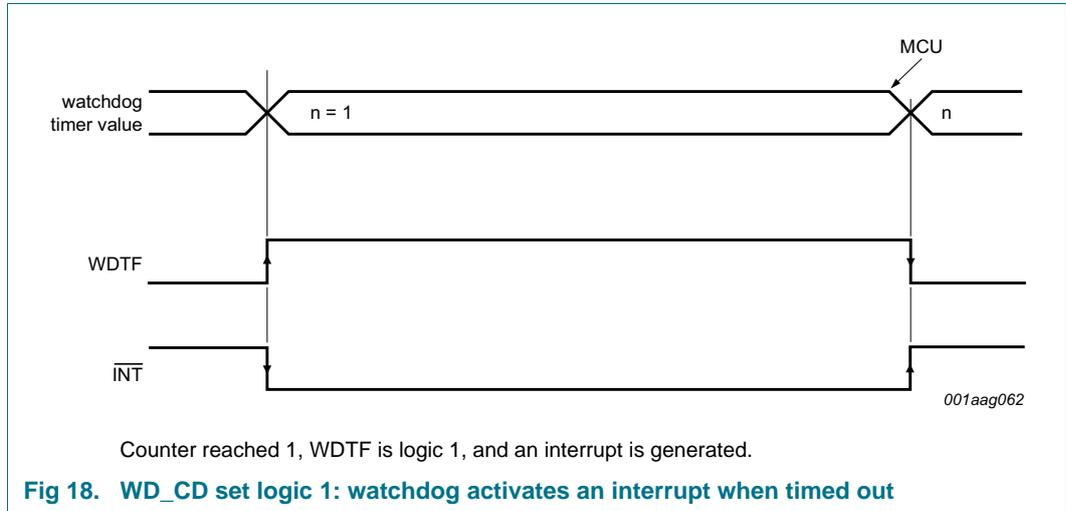 MCU
watchdog
timer value
n = 1
n
WDTF
INT
001aag062
Counter reached 1, WDTF is logic 1, and an interrupt is generated.
Fig 18. WD_CD set logic 1: watchdog activates an interrupt when timed out